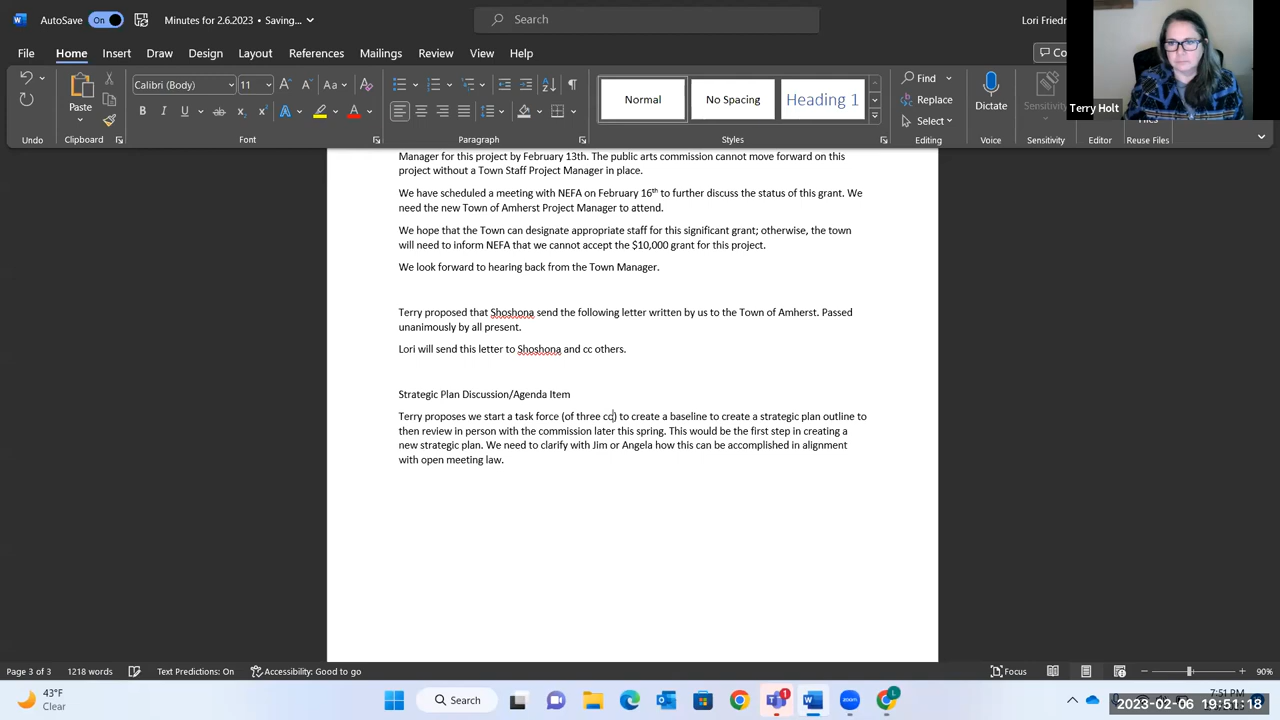 AutoSave On Minutes for 2.6.2023 • Saving... Search Lori Friedr
File Home Insert Draw Design Layout References Mailings Review View Help Co
Calibri (Body) 11 Aa
Paste
Normal
No Spacing
Heading 1
Find
Replace
Select
Dictate
Sensitivity
Files
Terry Holt
Undo Clipboard Font Paragraph Styles Editing Voice Sensitivity Editor Reuse Files
Manager for this project by February 13th. The public arts commission cannot move forward on this
project without a Town Staff Project Manager in place.
We have scheduled a meeting with NEFA on February 16th to further discuss the status of this grant. We
need the new Town of Amherst Project Manager to attend.
We hope that the Town can designate appropriate staff for this significant grant; otherwise, the town
will need to inform NEFA that we cannot accept the $10,000 grant for this project.
We look forward to hearing back from the Town Manager.
Terry proposed that Shoshona send the following letter written by us to the Town of Amherst. Passed
unanimously by all present.
Lori will send this letter to Shoshona and cc others.
Strategic Plan Discussion/Agenda Item
Terry proposes we start a task force (of three co) to create a baseline to create a strategic plan outline to
then review in person with the commission later this spring. This would be the first step in creating a
new strategic plan. We need to clarify with Jim or Angela how this can be accomplished in alignment
with open meeting law.
Page 3 of 3 1218 words Text Predictions: On Accessibility: Good to go Focus 90%
43°F
Clear
Search
7:51 PM
2023-02-06 19:51:18